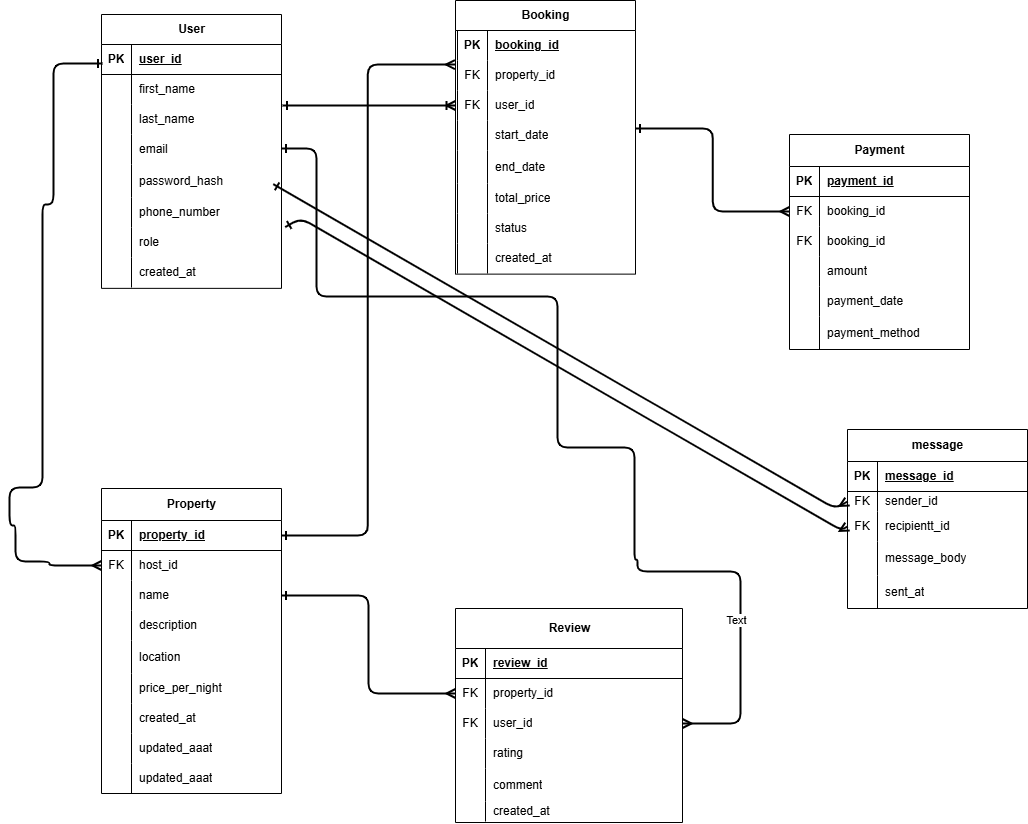 User
PK user_id
first_name
last_name
email
password_hash
phone_number
role
created_at
Booking
PK booking_id
FK property_id
FK user_id
start_date
end_date
total_price
status
created_at
Payment
PK payment_id
FK booking_id
FK booking_id
amount
payment_date
payment_method
message
PK message_id
FK sender_id
FK recipientt_id
message_body
sent_at
Property
PK property_id
FK host_id
name
description
location
price_per_night
created_at
updated_aaat
updated_aaat
Review
PK review_id
FK property_id
FK user_id
rating
comment
created_at
Text